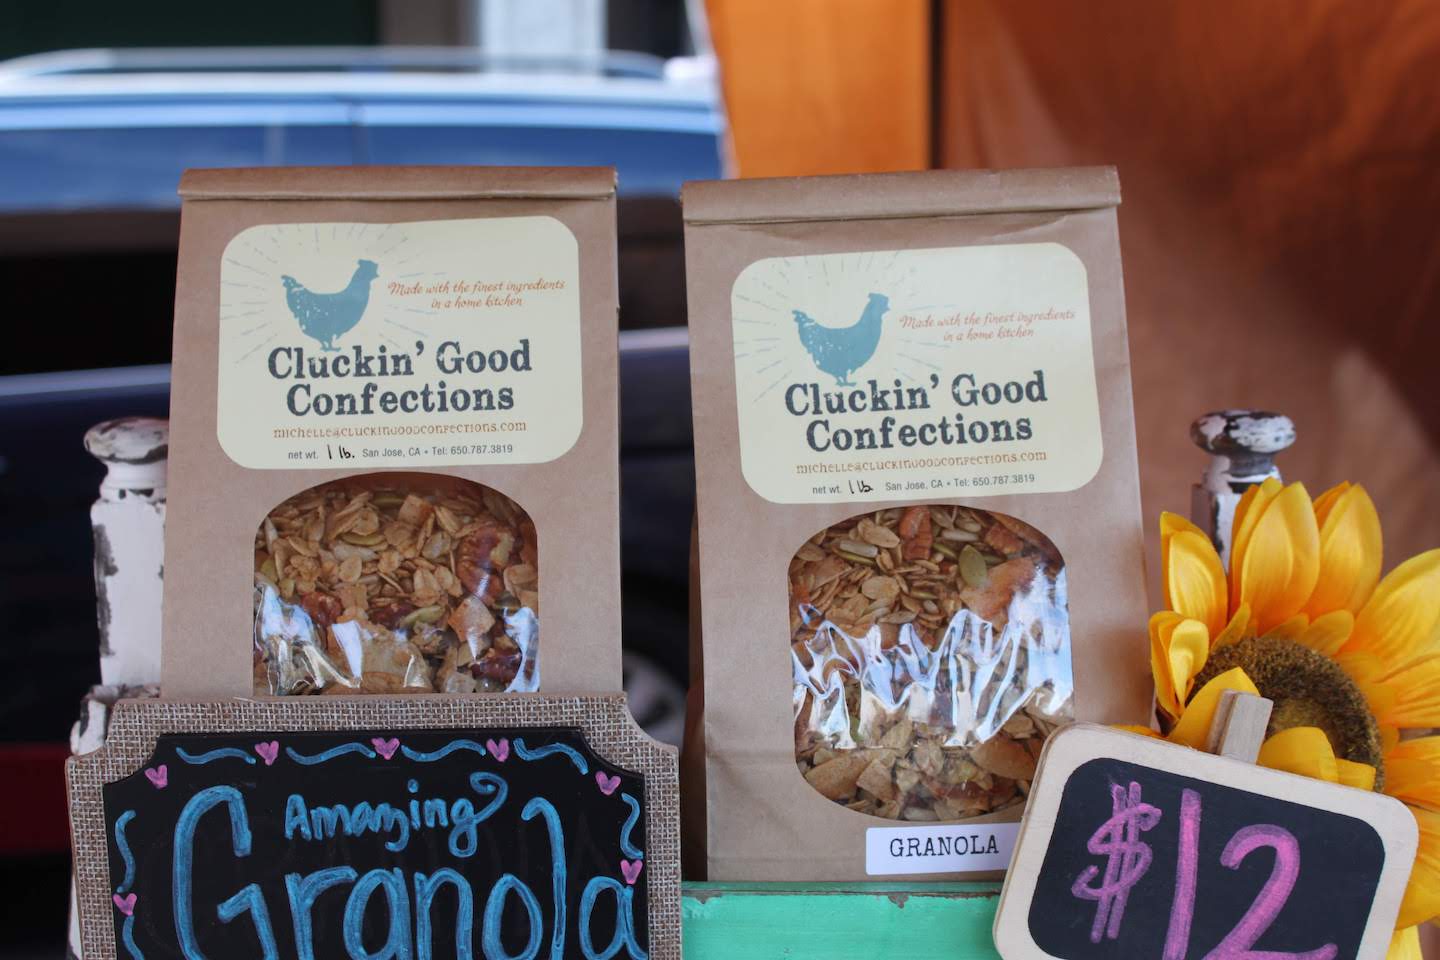 Made with the finest ingredients
in a home kitchen
Cluckin' Good
Confections
michelle@cluckingoodconfections.com
net wt. 1 lb. San Jose, CA • Tel: 650.787.3819
Made with the finest ingredients
in a home kitchen
Cluckin' Good
Confections
michelle@cluckingoodconfections.com
net wt. 1 lb. San Jose, CA • Tel: 650.787.3819
GRANOLA
Amazing
Granola
$12